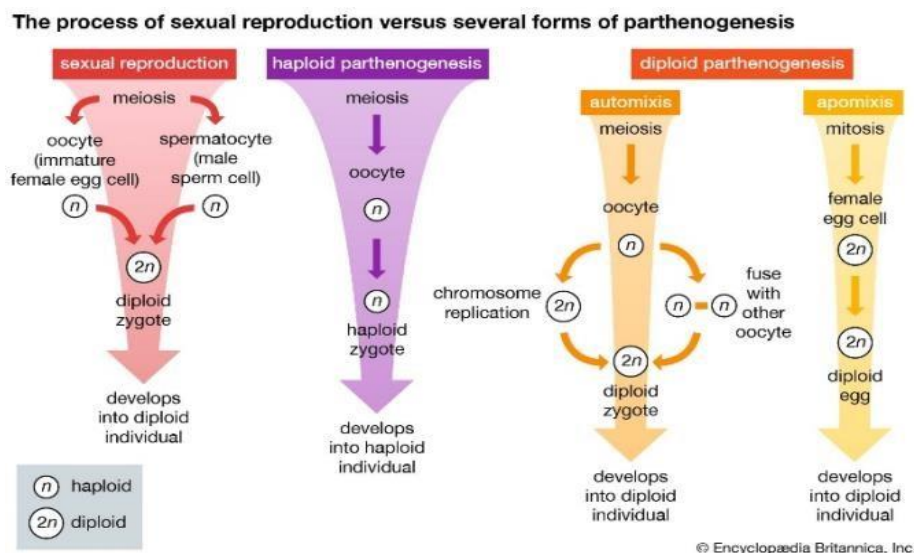 The process of sexual reproduction versus several forms of parthenogenesis
sexual reproduction
meiosis
oocyte
(immature
female egg cell)
n
spermatocyte
(male
sperm cell)
n
2n
diploid
zygote
develops
into diploid
individual
haploid parthenogenesis
meiosis
oocyte
n
n
haploid
zygote
develops
into haploid
individual
diploid parthenogenesis
automixis
meiosis
oocyte
n
chromosome
replication
2n
n
n
fuse
with
other
oocyte
2n
diploid
zygote
develops
into diploid
individual
apomixis
mitosis
female
egg cell
2n
2n
diploid
egg
develops
into diploid
individual
n haploid
2n diploid
© Encyclopædia Britannica, Inc